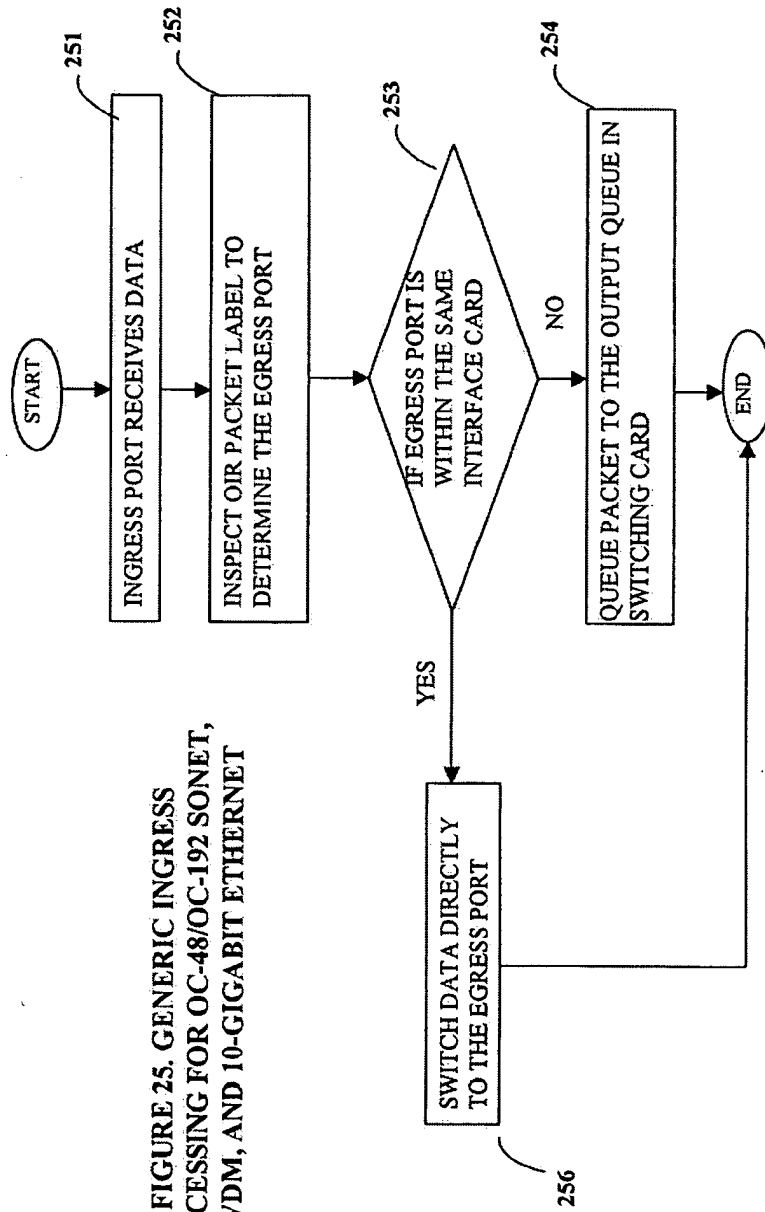 START
251
INGRESS PORT RECEIVES DATA
252
INSPECT OIR PACKET LABEL TO
DETERMINE THE EGRESS PORT
253
IF EGRESS PORT IS
WITHIN THE SAME
INTERFACE CARD
YES
NO
254
QUEUE PACKET TO THE OUTPUT QUEUE IN
SWITCHING CARD
SWITCH DATA DIRECTLY
TO THE EGRESS PORT
256
END
FIGURE 25. GENERIC INGRESS
CESSING FOR OC-48/OC-192 SONET,
VDM, AND 10-GIGABIT ETHERNET